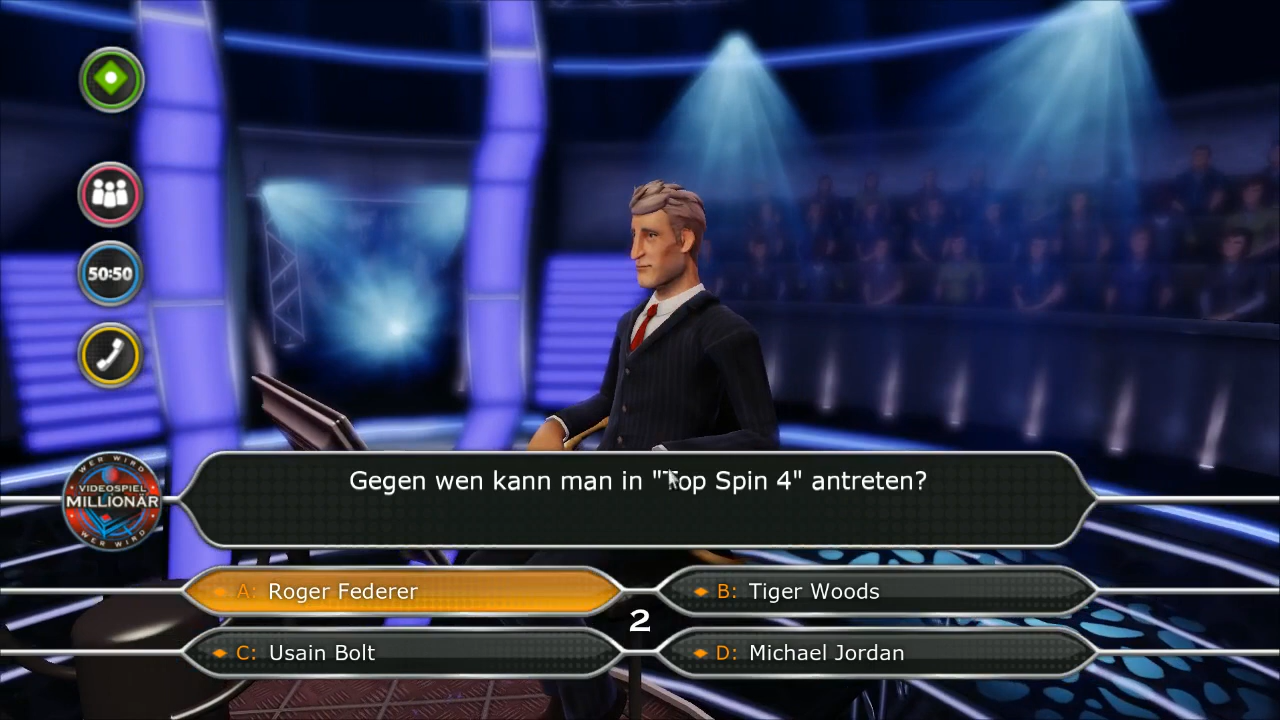 50:50
WER WIRD
VIDEOSPIEL
MILLIONÄR
WER WIRD
Gegen wen kann man in "Top Spin 4" antreten?
A: Roger Federer
B: Tiger Woods
2
C: Usain Bolt
D: Michael Jordan